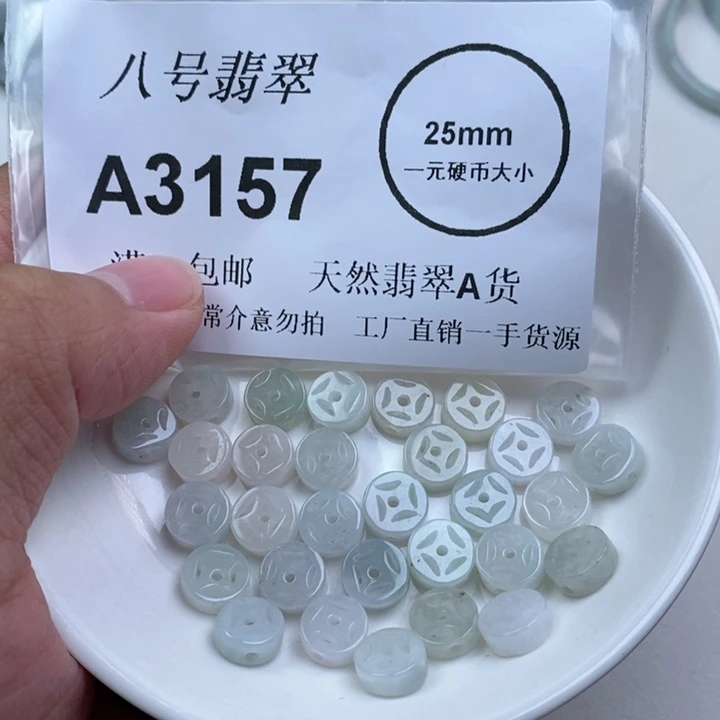 八号翡翠
25mm
一元硬币大小
A3157
满 包邮 天然翡翠A货
常介意勿拍 工厂直销一手货源